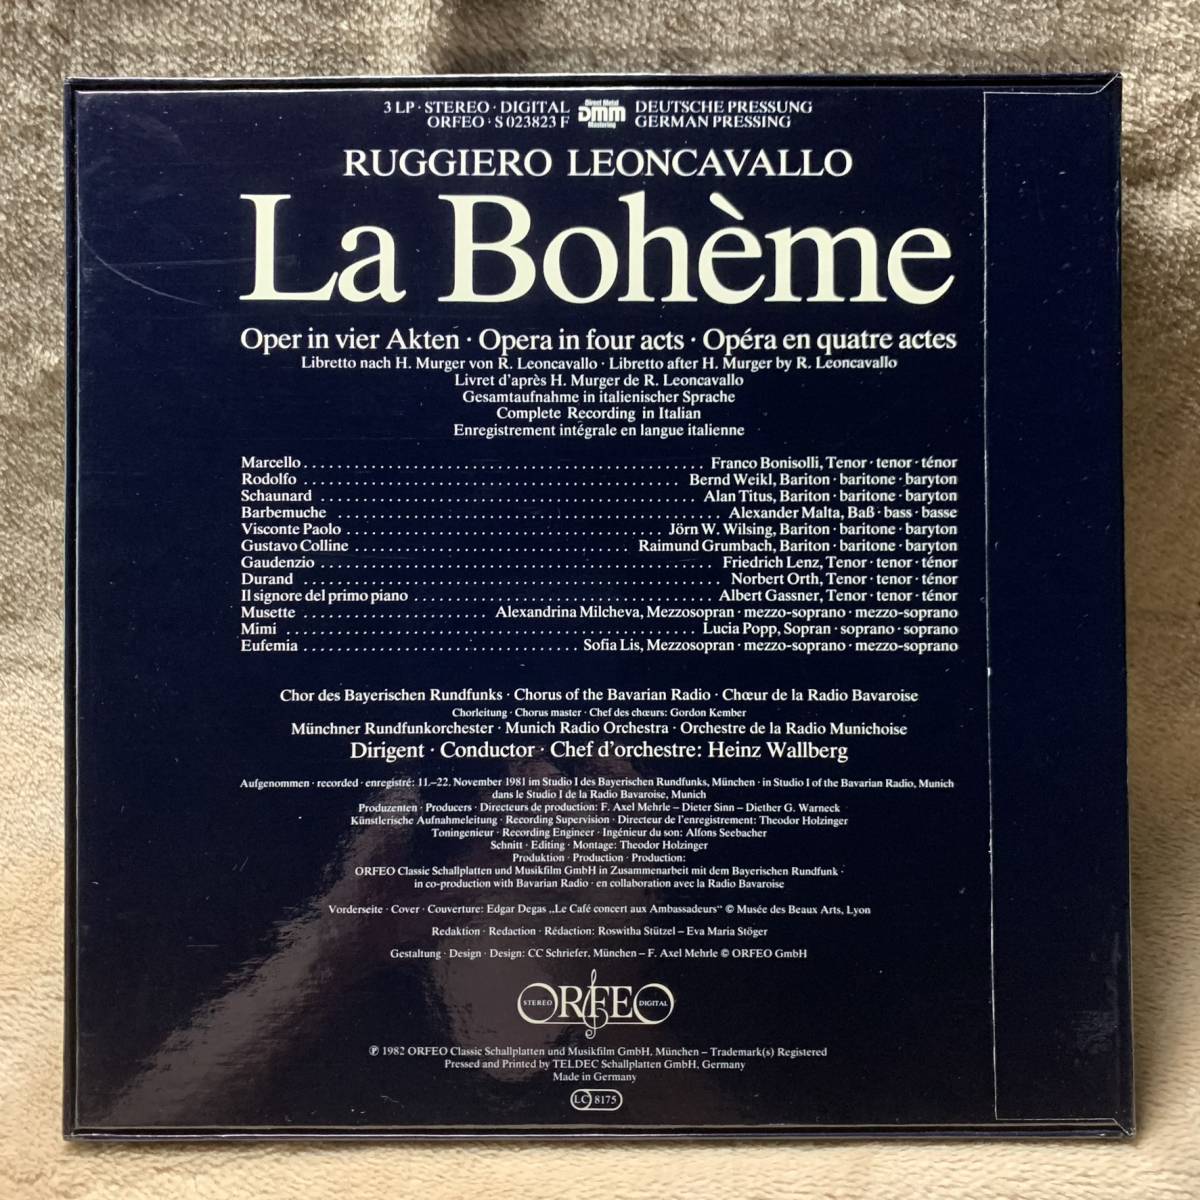 3 LP · STEREO · DIGITAL
ORFEO · S 023823 F
Direct Metal
DMM
Mastering
DEUTSCHE PRESSUNG
GERMAN PRESSING
RUGGIERO LEONCAVALLO
La Bohème
Oper in vier Akten · Opera in four acts · Opéra en quatre actes
Libretto nach H. Murger von R. Leoncavallo · Libretto after H. Murger by R. Leoncavallo
Livret d'après H. Murger de R. Leoncavallo
Gesamtaufnahme in italienischer Sprache
Complete Recording in Italian
Enregistrement intégrale en langue italienne
Marcello . . . . . . . . . . Franco Bonisolli, Tenor · tenor · ténor
Rodolfo . . . . . . . . . . Bernd Weikl, Bariton · baritone · baryton
Schaunard . . . . . . . . . . Alan Titus, Bariton · baritone · baryton
Barbemuche . . . . . . . . . . Alexander Malta, Baß · bass · basse
Visconte Paolo . . . . . . . . . . Jörn W. Wilsing, Bariton · baritone · baryton
Gustavo Colline . . . . . . . . . . Raimund Grumbach, Bariton · baritone · baryton
Gaudenzio . . . . . . . . . . Friedrich Lenz, Tenor · tenor · ténor
Durand . . . . . . . . . . Norbert Orth, Tenor · tenor · ténor
Il signore del primo piano . . . . . . . . . . Albert Gassner, Tenor · tenor · ténor
Musette . . . . . . . . . . Alexandrina Milcheva, Mezzosopran · mezzo-soprano · mezzo-soprano
Mimi . . . . . . . . . . Lucia Popp, Sopran · soprano · soprano
Eufemia . . . . . . . . . . Sofia Lis, Mezzosopran · mezzo-soprano · mezzo-soprano
Chor des Bayerischen Rundfunks · Chorus of the Bavarian Radio · Chœur de la Radio Bavaroise
Chorleitung · Chorus master · Chef des chœurs: Gordon Kember
Münchner Rundfunkorchester · Munich Radio Orchestra · Orchestre de la Radio Munichoise
Dirigent · Conductor · Chef d'orchestre: Heinz Wallberg
Aufgenommen · recorded · enregistré: 11.–22. November 1981 im Studio I des Bayerischen Rundfunks, München · in Studio I of the Bavarian Radio, Munich
dans le Studio I de la Radio Bavaroise, Munich
Produzenten · Producers · Directeurs de production: F. Axel Mehrle – Dieter Sinn – Diether G. Warneck
Künstlerische Aufnahmeleitung · Recording Supervision · Directeur de l'enregistrement: Theodor Holzinger
Toningenieur · Recording Engineer · Ingénieur du son: Alfons Seebacher
Schnitt · Editing · Montage: Theodor Holzinger
Produktion · Production · Production:
ORFEO Classic Schallplatten und Musikfilm GmbH in Zusammenarbeit mit dem Bayerischen Rundfunk ·
in co-production with Bavarian Radio · en collaboration avec la Radio Bavaroise
Vorderseite · Cover · Couverture: Edgar Degas „Le Café concert aux Ambassadeurs“ © Musée des Beaux Arts, Lyon
Redaktion · Redaction · Rédaction: Roswitha Stützel – Eva Maria Stöger
Gestaltung · Design · Design: CC Schriefer, München – F. Axel Mehrle © ORFEO GmbH
STEREO ORFEO DIGITAL
℗ 1982 ORFEO Classic Schallplatten und Musikfilm GmbH, München – Trademark(s) Registered
Pressed and Printed by TELDEC Schallplatten GmbH, Germany
Made in Germany
LC 8175